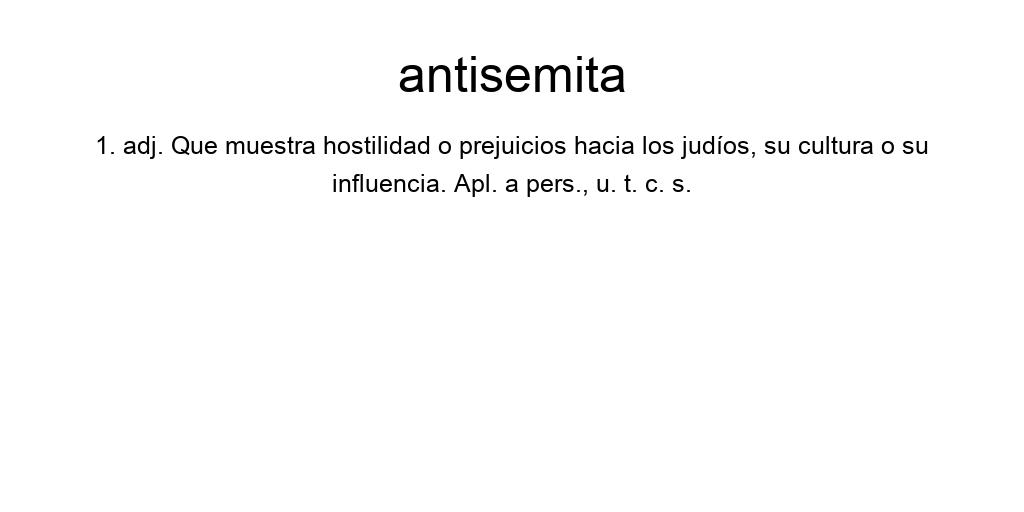 antisemita
1. adj. Que muestra hostilidad o prejuicios hacia los judíos, su cultura o su
influencia. Apl. a pers., u. t. c. s.